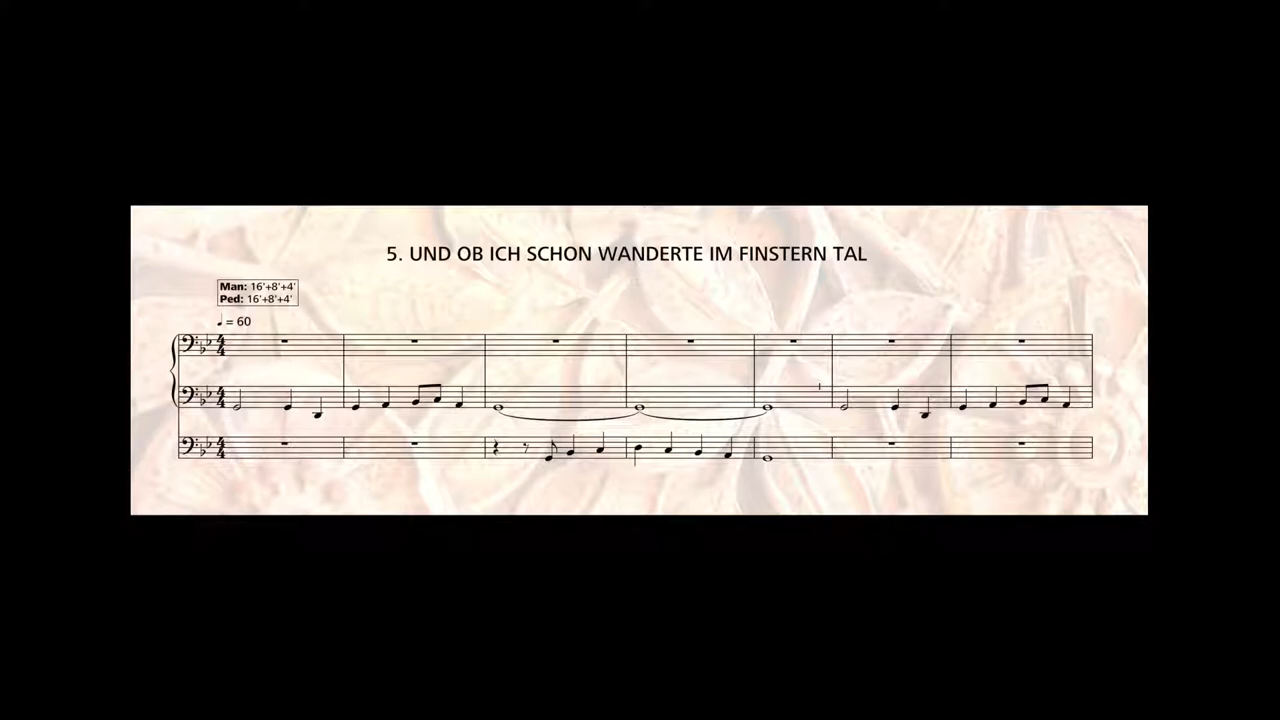 5. UND OB ICH SCHON WANDERTE IM FINSTERN TAL
Man: 16'+8'+4'
Ped: 16'+8'+4'
♩ = 60